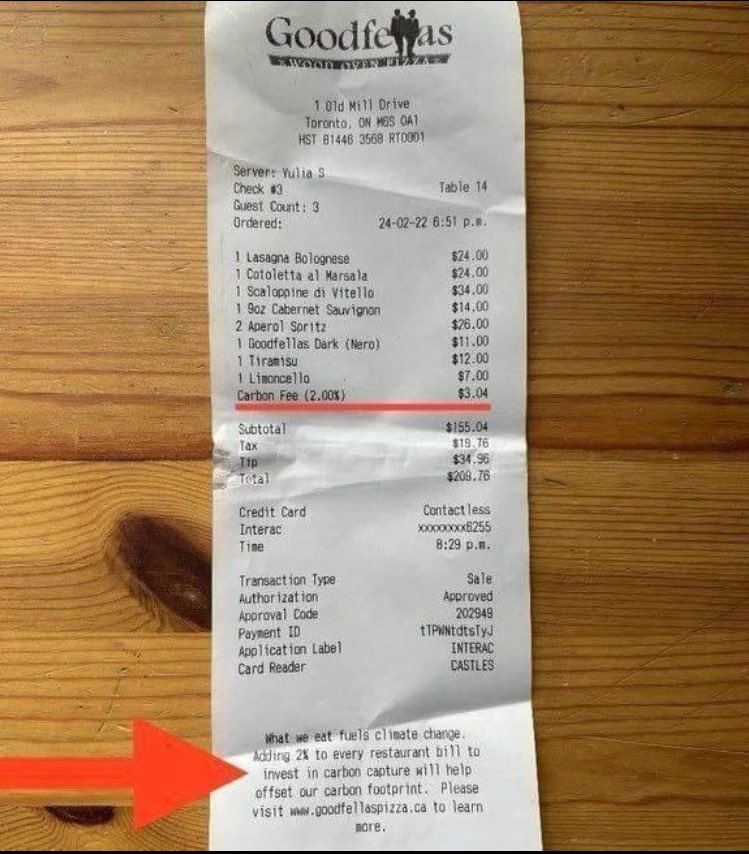 Goodfellas
WOOD OVEN PIZZA
1 Old Mill Drive
Toronto, ON M6S 0A1
HST 81446 3568 RT0001
Server: Yulia S
Check #3 Table 14
Guest Count: 3
Ordered: 24-02-22 6:51 p.m.
1 Lasagna Bolognese $24.00
1 Cotoletta al Marsala $24.00
1 Scaloppine di Vitello $34.00
1 9oz Cabernet Sauvignon $14.00
2 Aperol Spritz $26.00
1 Goodfellas Dark (Nero) $11.00
1 Tiramisu $12.00
1 Limoncello $7.00
Carbon Fee (2.00%) $3.04
Subtotal $155.04
Tax $19.76
Tip $34.96
Total $209.76
Credit Card Contactless
Interac xxxxxxxx6255
Time 8:29 p.m.
Transaction Type Sale
Authorization Approved
Approval Code 202949
Payment ID tTPWNtdtsTyJ
Application Label INTERAC
Card Reader CASTLES
What we eat fuels climate change.
Adding 2% to every restaurant bill to
invest in carbon capture will help
offset our carbon footprint. Please
visit www.goodfellaspizza.ca to learn
more.